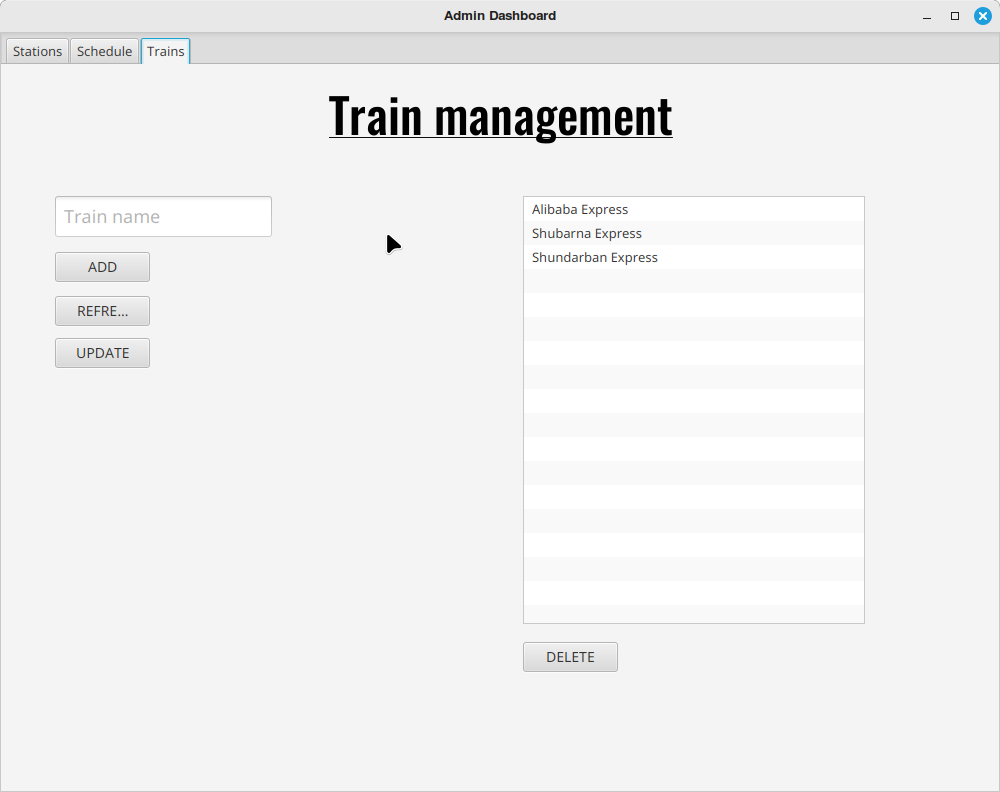 Admin Dashboard
Stations Schedule Trains
Train management
Train name
ADD
REFRE...
UPDATE
Alibaba Express
Shubarna Express
Shundarban Express
DELETE